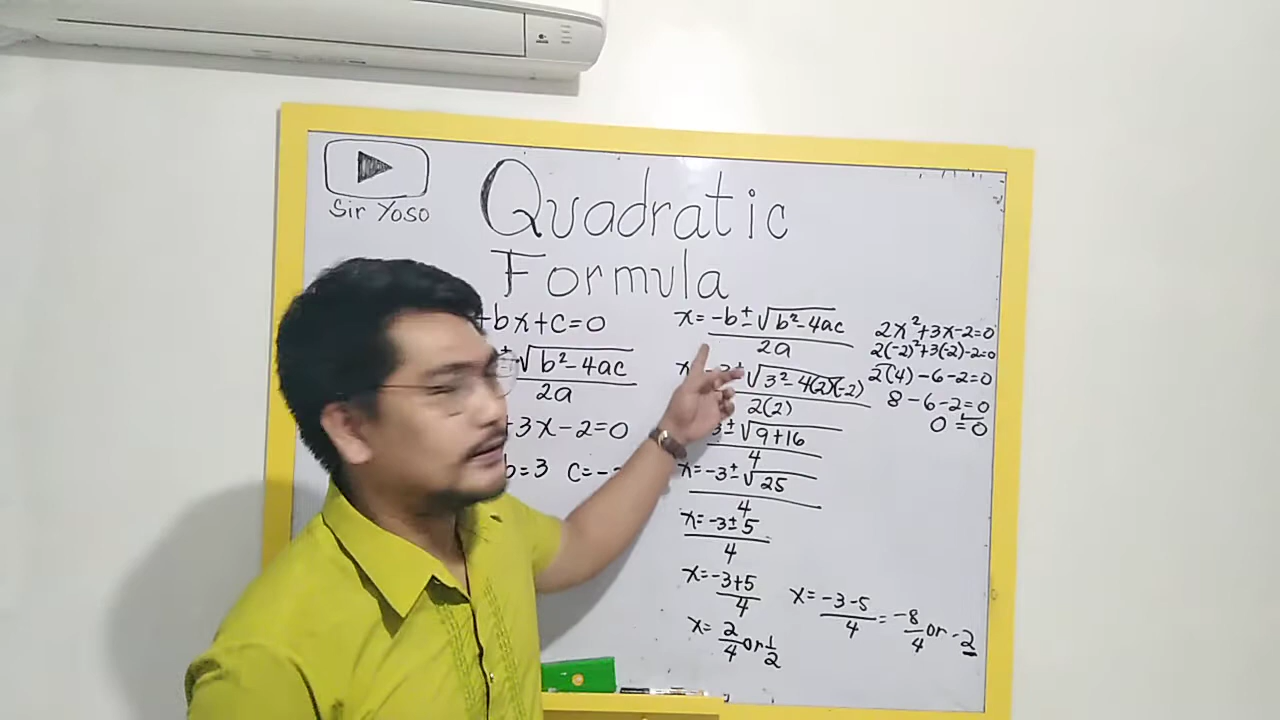 Sir Yoso
Quadratic
Formula
+bx+c=0
± √b²-4ac
2a
+3x-2=0
b=3 c=-
x= -b ± √b²-4ac
2a
x -3 ± √3²-4(2)(-2)
2(2)
3 ± √9+16
4
x= -3 ± √25
4
x= -3 ± 5
4
x= -3+5
4
x= 2/4 or 1/2
x= -3-5/4 = -8/4 or -2
2x²+3x-2=0
2(-2)²+3(-2)-2=0
2(4)-6-2=0
8-6-2=0
0=0